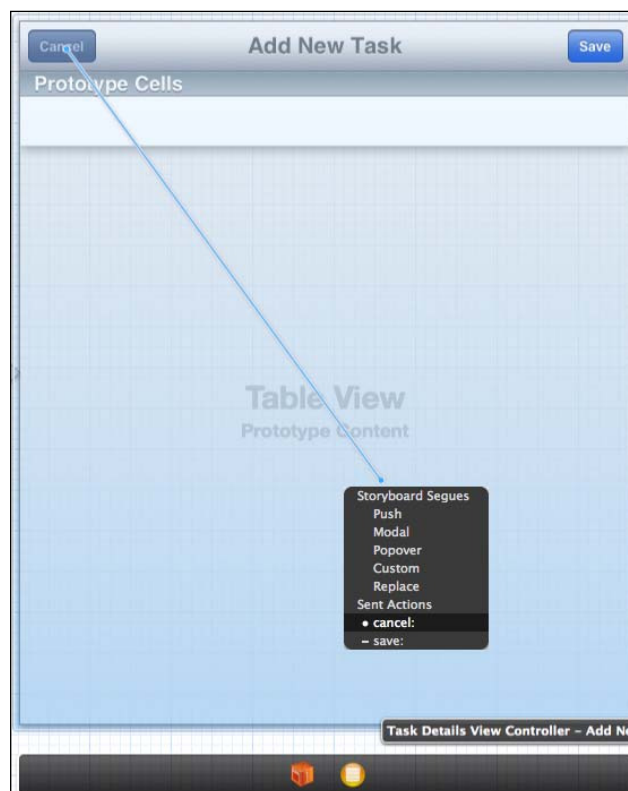 Cancel
Add New Task
Save
Prototype Cells
Table View
Prototype Content
Storyboard Segues
Push
Modal
Popover
Custom
Replace
Sent Actions
• cancel:
– save:
Task Details View Controller – Add Ne